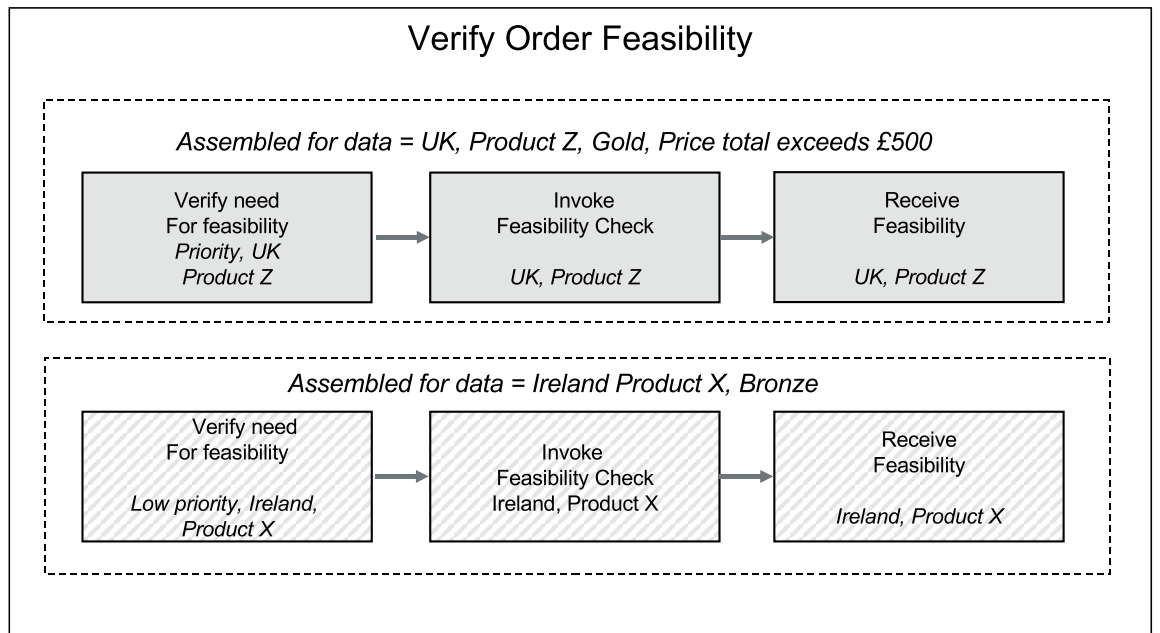 Verify Order Feasibility
Assembled for data = UK, Product Z, Gold, Price total exceeds £500
Verify need
For feasibility
Priority, UK
Product Z
Invoke
Feasibility Check
UK, Product Z
Receive
Feasibility
UK, Product Z
Assembled for data = Ireland Product X, Bronze
Verify need
For feasibility
Low priority, Ireland,
Product X
Invoke
Feasibility Check
Ireland, Product X
Receive
Feasibility
Ireland, Product X